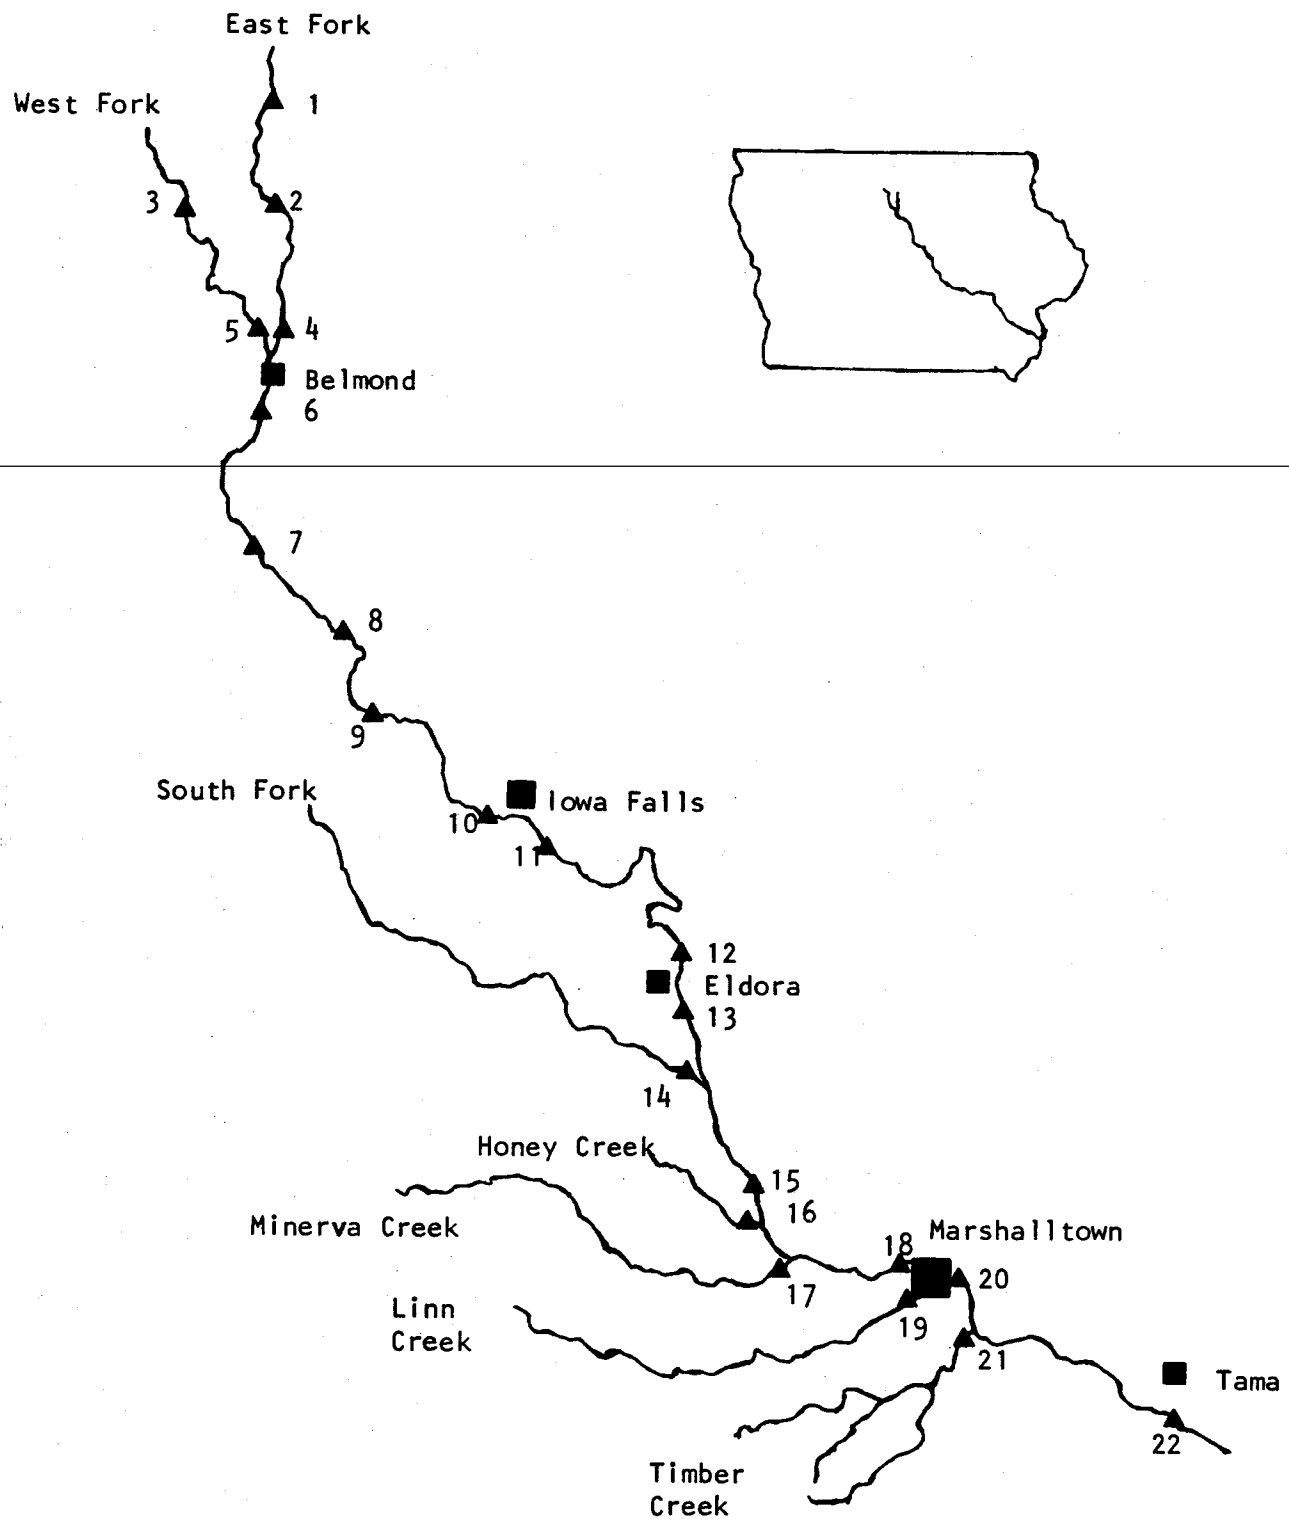 East Fork
West Fork
1
3
2
5
4
Belmond
6
7
8
9
South Fork
Iowa Falls
10
11
12
Eldora
13
14
Honey Creek
15
16
Minerva Creek
Marshalltown
18
20
17
Linn
Creek
19
21
Tama
22
Timber
Creek